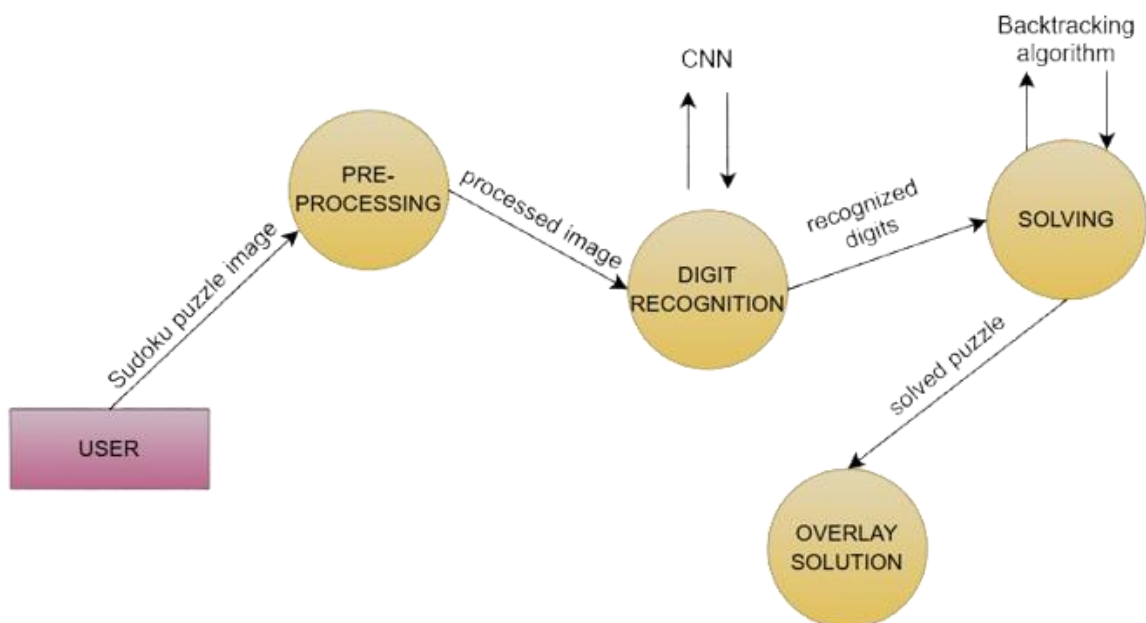 Backtracking
algorithm
CNN
PRE-
PROCESSING
processed image
recognized
digits
SOLVING
Sudoku puzzle image
DIGIT
RECOGNITION
solved puzzle
USER
OVERLAY
SOLUTION